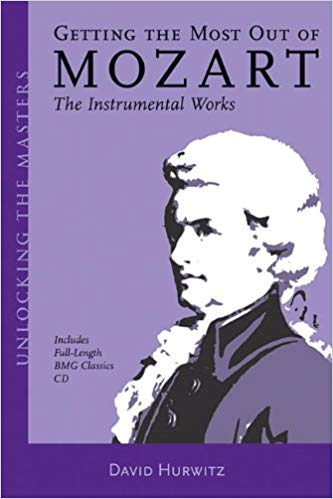 GETTING THE MOST OUT OF
MOZART
The Instrumental Works
UNLOCKING THE MASTERS
Includes
Full-Length
BMG Classics
CD
DAVID HURWITZ